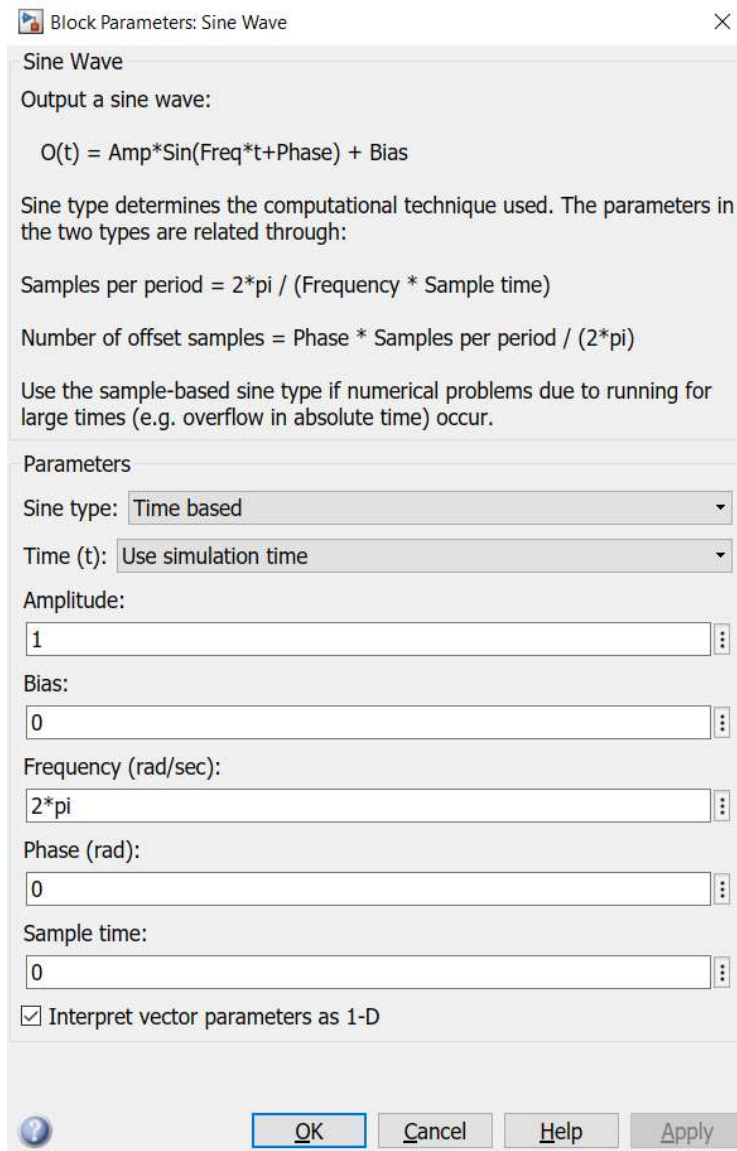 Block Parameters: Sine Wave
Sine Wave
Output a sine wave:
O(t) = Amp*Sin(Freq*t+Phase) + Bias
Sine type determines the computational technique used. The parameters in
the two types are related through:
Samples per period = 2*pi / (Frequency * Sample time)
Number of offset samples = Phase * Samples per period / (2*pi)
Use the sample-based sine type if numerical problems due to running for
large times (e.g. overflow in absolute time) occur.
Parameters
Sine type: Time based
Time (t): Use simulation time
Amplitude:
1
Bias:
0
Frequency (rad/sec):
2*pi
Phase (rad):
0
Sample time:
0
Interpret vector parameters as 1-D
? OK Cancel Help Apply